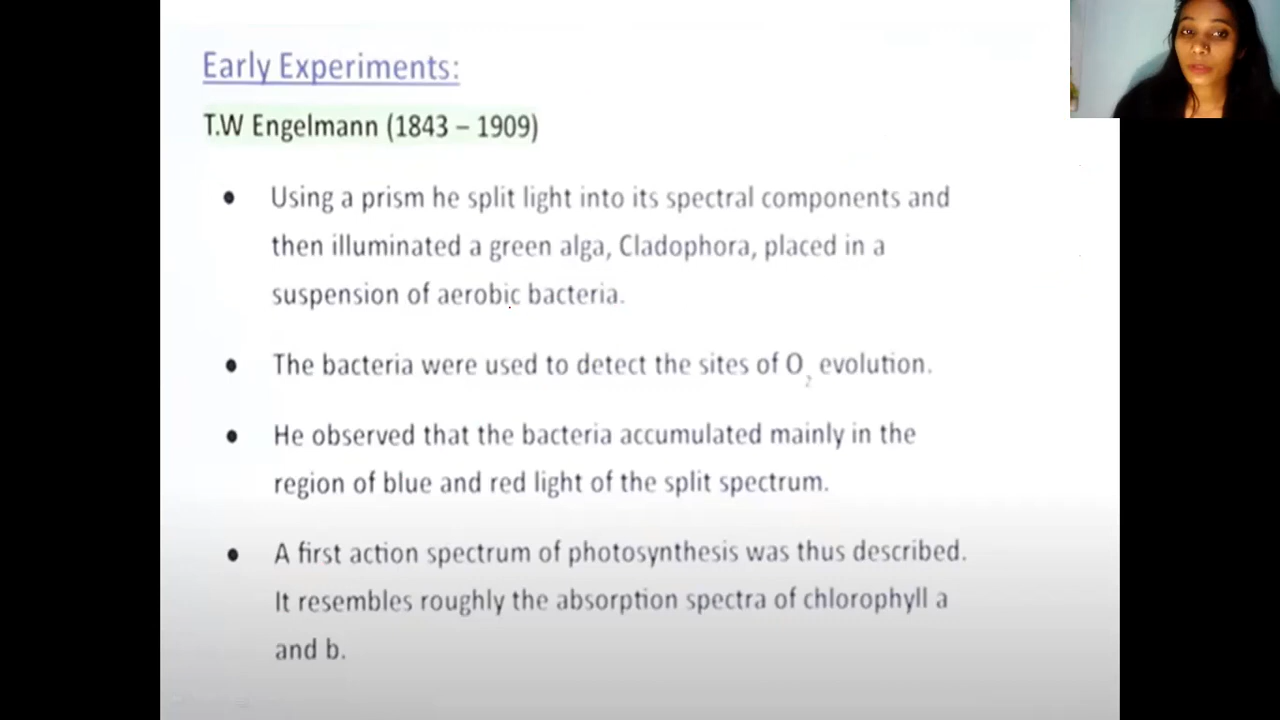 Early Experiments:
T.W Engelmann (1843 – 1909)
• Using a prism he split light into its spectral components and
then illuminated a green alga, Cladophora, placed in a
suspension of aerobic bacteria.
• The bacteria were used to detect the sites of O₂ evolution.
• He observed that the bacteria accumulated mainly in the
region of blue and red light of the split spectrum.
• A first action spectrum of photosynthesis was thus described.
It resembles roughly the absorption spectra of chlorophyll a
and b.